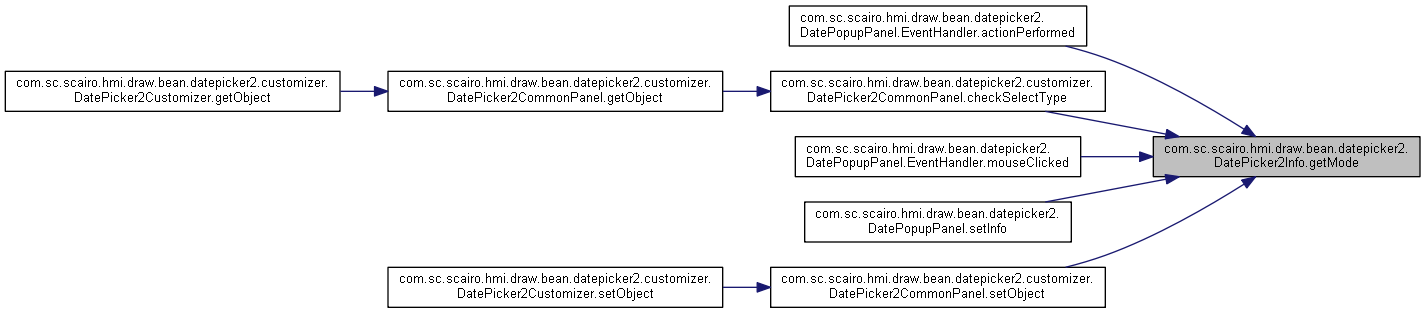 com.sc.scairo.hmi.draw.bean.datepicker2.
DatePopupPanel.EventHandler.actionPerformed
com.sc.scairo.hmi.draw.bean.datepicker2.customizer.
DatePicker2Customizer.getObject
com.sc.scairo.hmi.draw.bean.datepicker2.customizer.
DatePicker2CommonPanel.getObject
com.sc.scairo.hmi.draw.bean.datepicker2.customizer.
DatePicker2CommonPanel.checkSelectType
com.sc.scairo.hmi.draw.bean.datepicker2.
DatePopupPanel.EventHandler.mouseClicked
com.sc.scairo.hmi.draw.bean.datepicker2.
DatePicker2Info.getMode
com.sc.scairo.hmi.draw.bean.datepicker2.
DatePopupPanel.setInfo
com.sc.scairo.hmi.draw.bean.datepicker2.customizer.
DatePicker2Customizer.setObject
com.sc.scairo.hmi.draw.bean.datepicker2.customizer.
DatePicker2CommonPanel.setObject